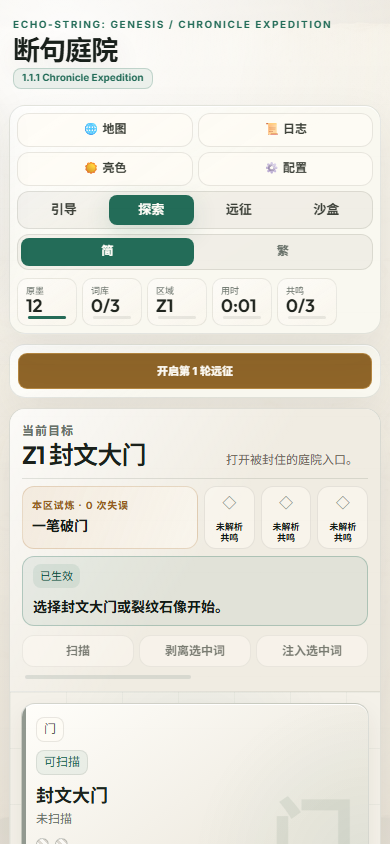 ECHO-STRING: GENESIS / CHRONICLE EXPEDITION
断句庭院
1.1.1 Chronicle Expedition
🌐 地图
📜 日志
🌞 亮色
⚙️ 配置
引导 探索 远征 沙盒
简 繁
原墨 词库 区域 用时 共鸣
12 0/3 Z1 0:01 0/3
开启第 1 轮远征
当前目标
Z1 封文大门
打开被封住的庭院入口。
本区试炼 · 0 次失误
一笔破门
◇ ◇ ◇
未解析 未解析 未解析
共鸣 共鸣 共鸣
已生效
选择封文大门或裂纹石像开始。
扫描 剥离选中词 注入选中词
门
可扫描
封文大门
未扫描
门